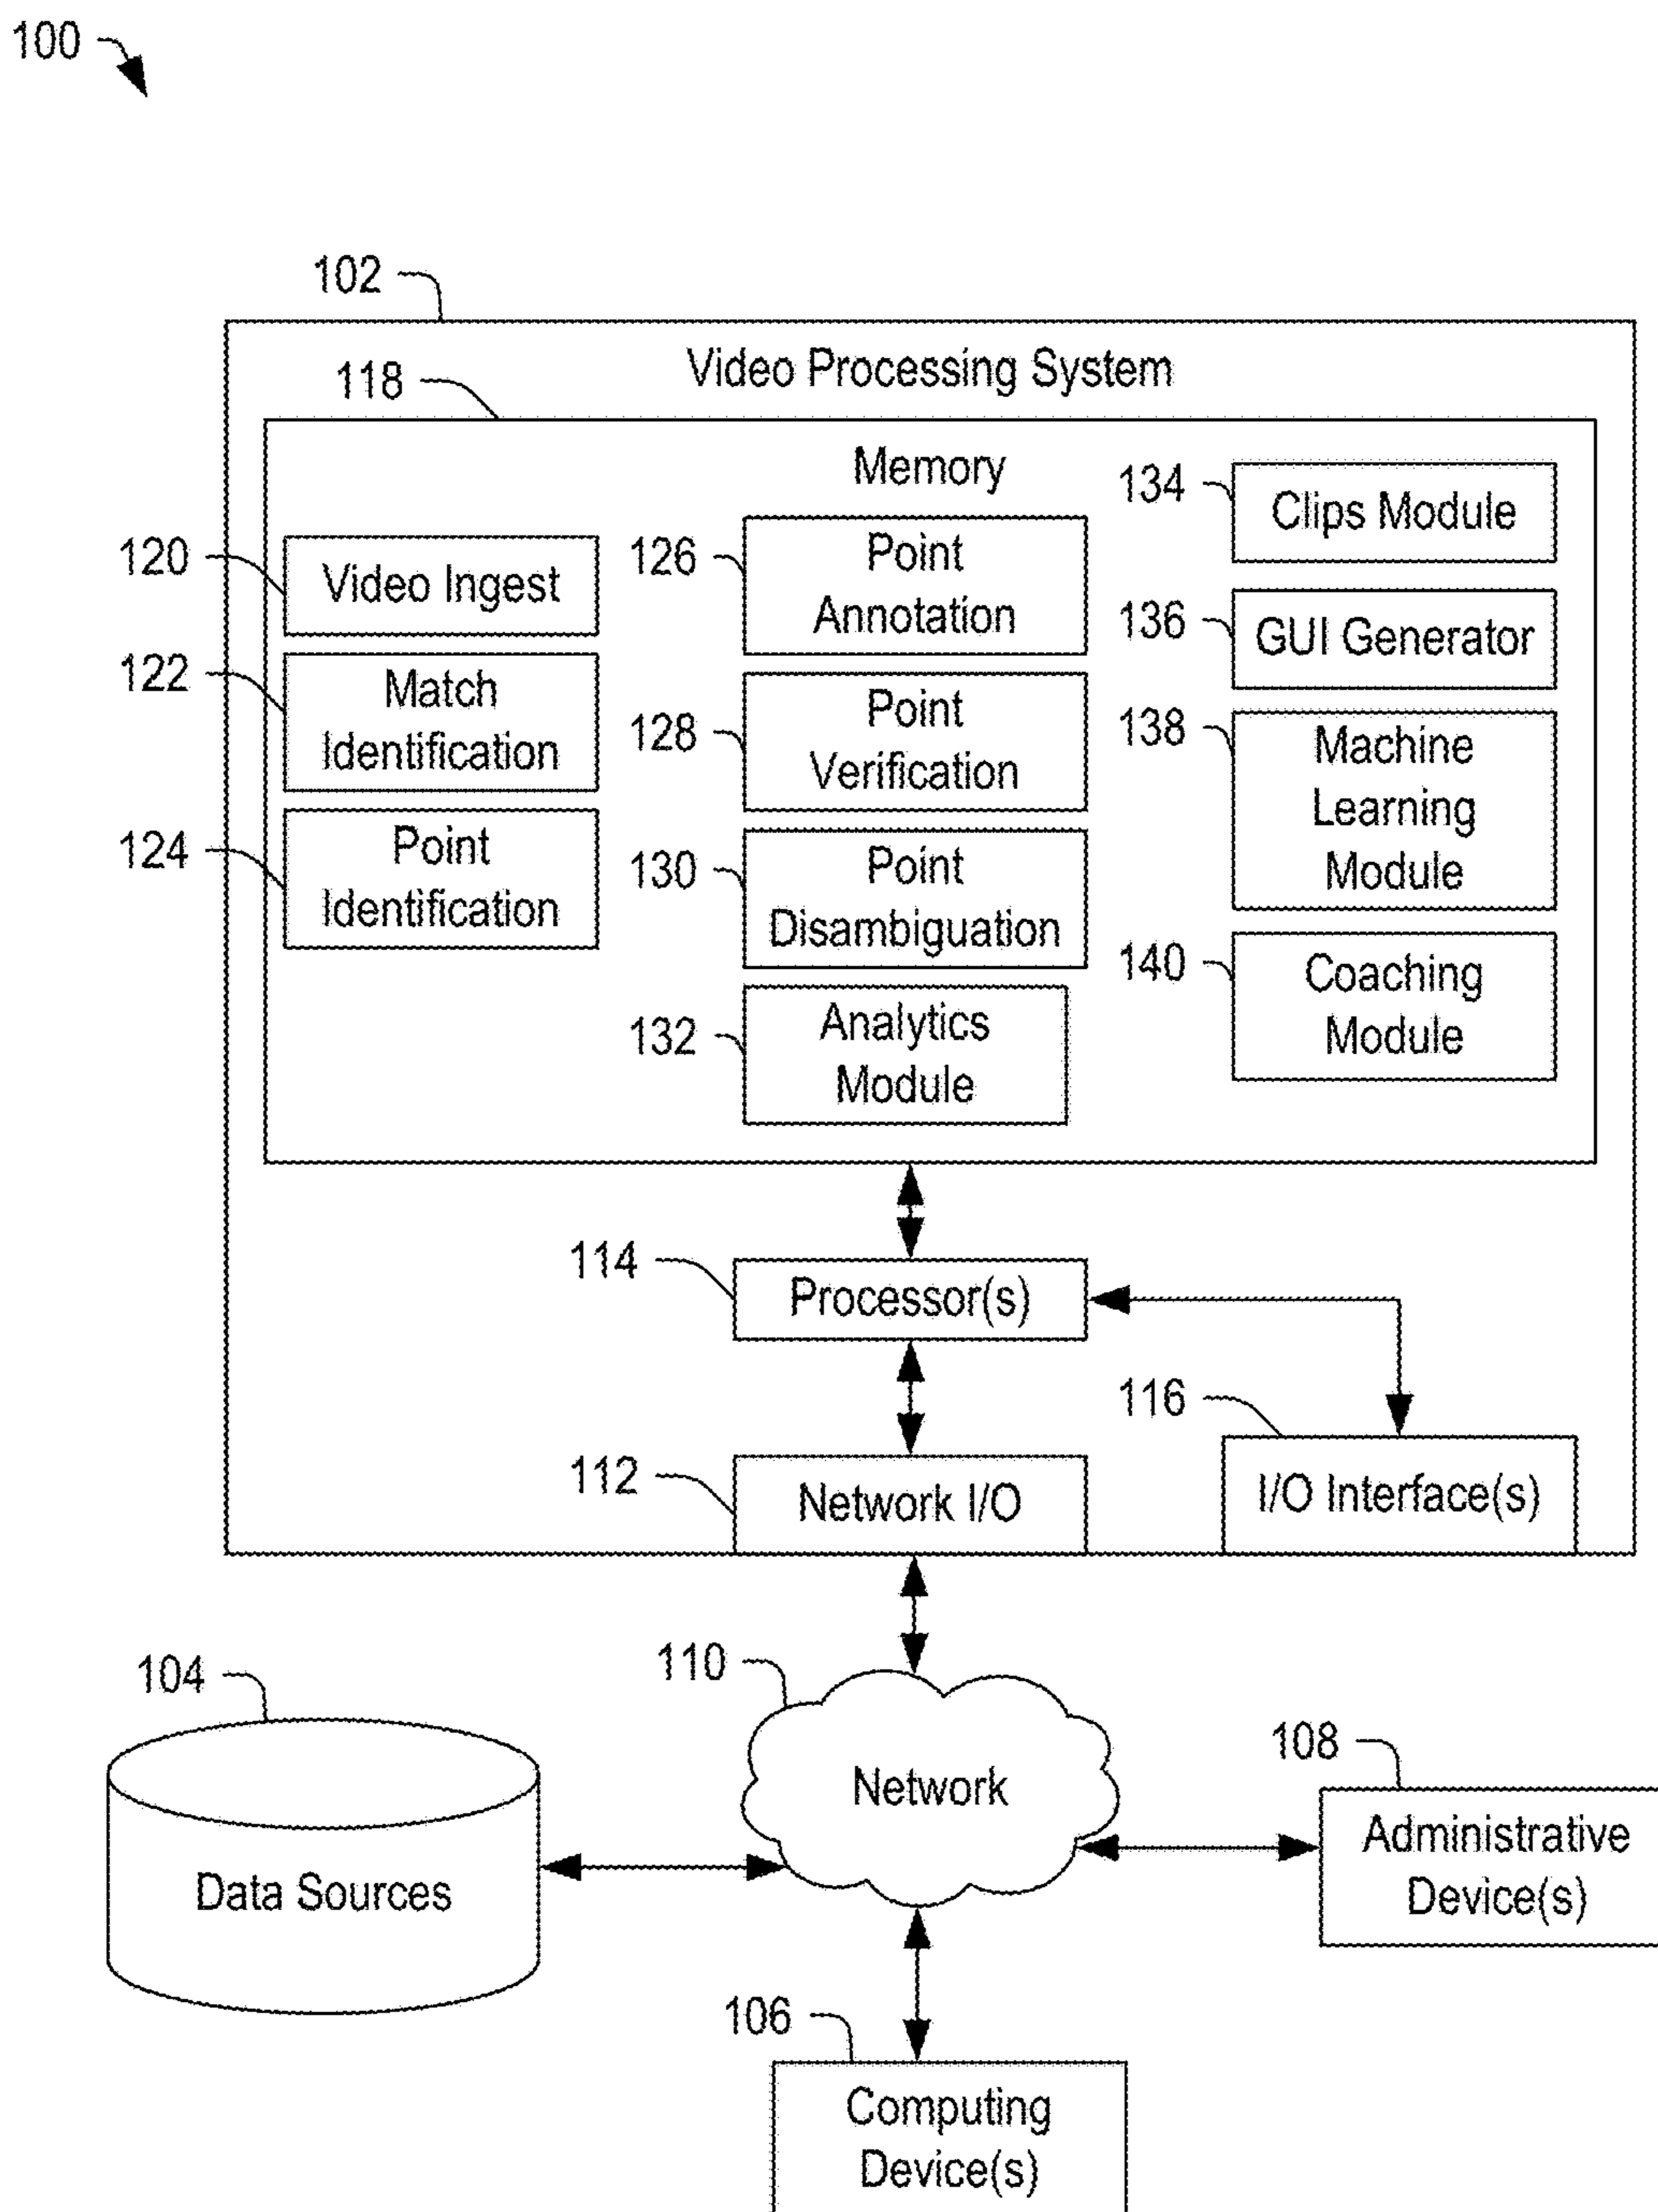 100
102
Video Processing System
118
Memory
120
Video Ingest
122
Match
Identification
124
Point
Identification
126
Point
Annotation
128
Point
Verification
130
Point
Disambiguation
132
Analytics
Module
134
Clips Module
136
GUI Generator
138
Machine
Learning
Module
140
Coaching
Module
114
Processor(s)
116
I/O Interface(s)
112
Network I/O
110
Network
104
Data Sources
108
Administrative
Device(s)
106
Computing
Device(s)